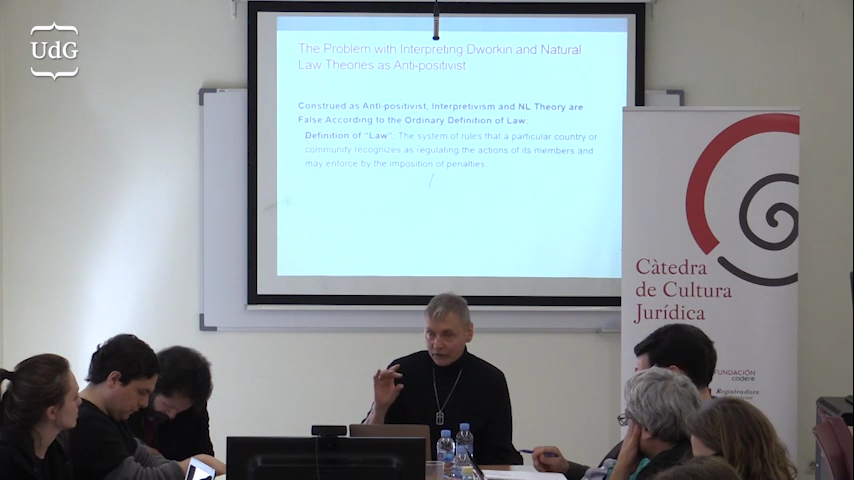 UdG
The Problem with Interpreting Dworkin and Natural
Law Theories as Anti-positivist
Construed as Anti-positivist, Interpretivism and NL Theory are
False According to the Ordinary Definition of Law:
Definition of "Law": The system of rules that a particular country or
community recognizes as regulating the actions of its members and
may enforce by the imposition of penalties.
Càtedra
de Cultura
Jurídica
FUNDACIÓN
codere
Registradors